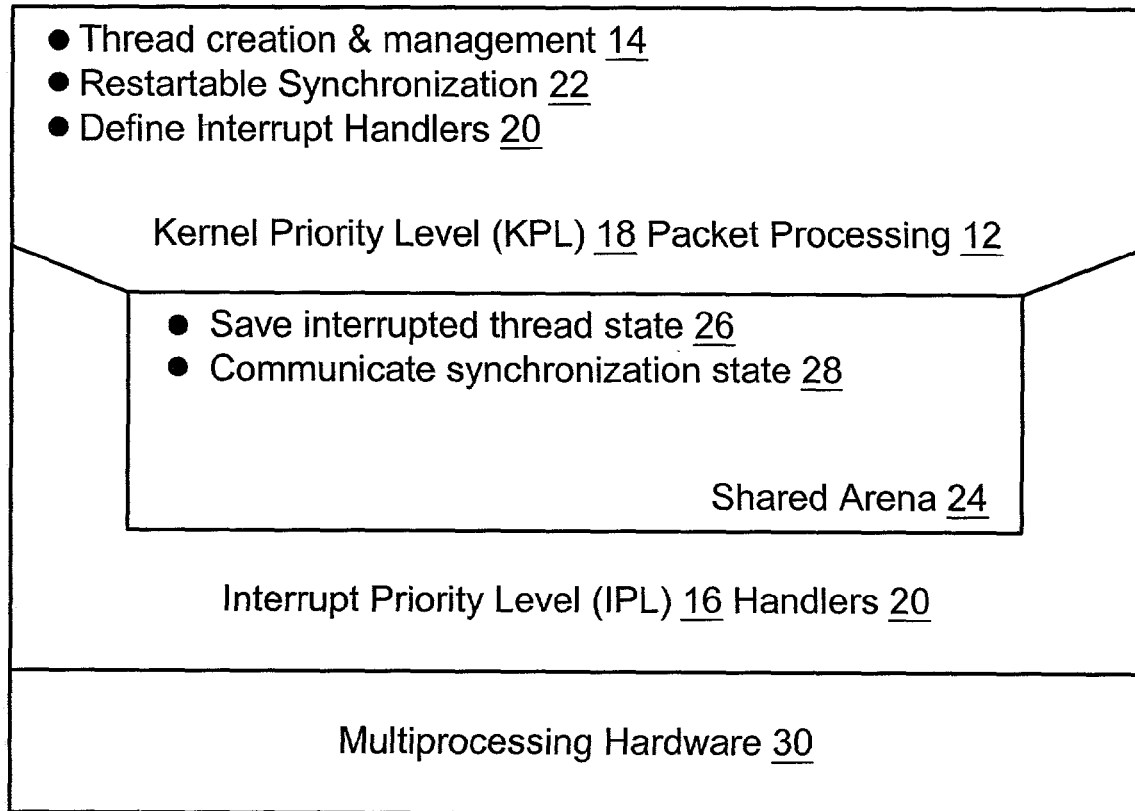 ● Thread creation & management 14
● Restartable Synchronization 22
● Define Interrupt Handlers 20
Kernel Priority Level (KPL) 18 Packet Processing 12
● Save interrupted thread state 26
● Communicate synchronization state 28
Shared Arena 24
Interrupt Priority Level (IPL) 16 Handlers 20
Multiprocessing Hardware 30